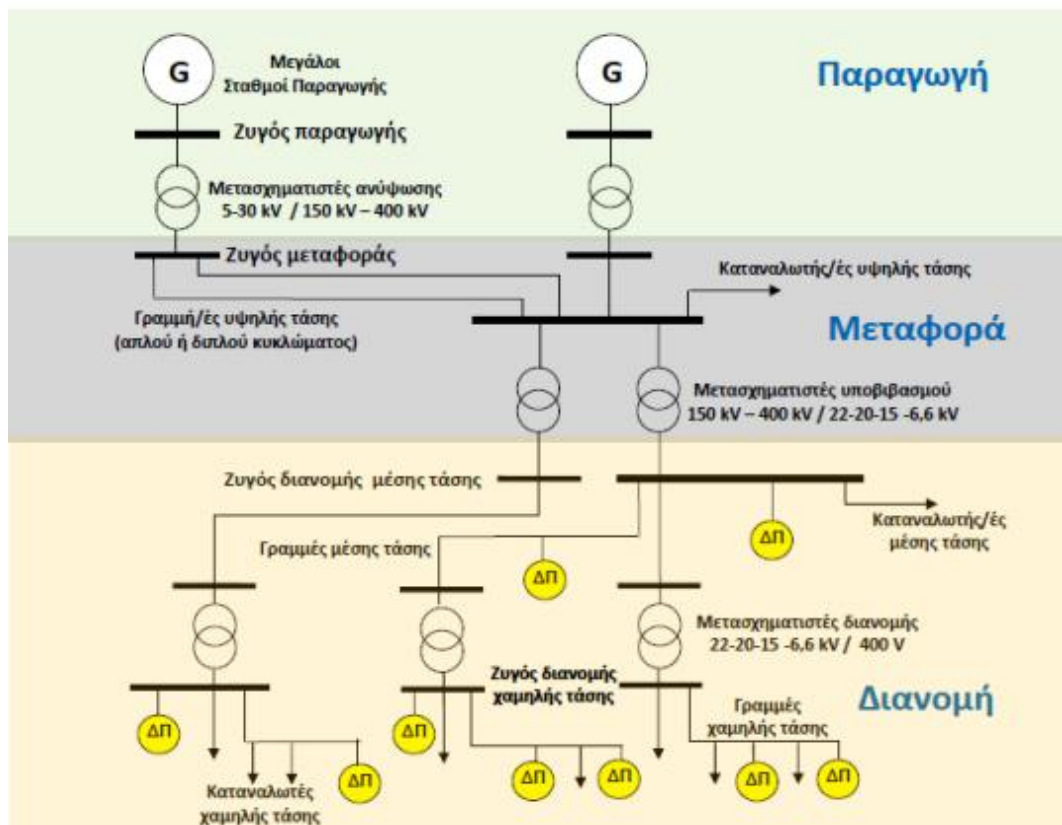 G
Μεγάλοι
Σταθμοί Παραγωγής
G
Παραγωγή
Ζυγός παραγωγής
Μετασχηματιστές ανύψωσης
5-30 kV / 150 kV – 400 kV
Ζυγός μεταφοράς
Καταναλωτής/ές υψηλής τάσης
Γραμμή/ές υψηλής τάσης
(απλού ή διπλού κυκλώματος)
Μεταφορά
Μετασχηματιστές υποβιβασμού
150 kV – 400 kV / 22-20-15 -6,6 kV
Ζυγός διανομής μέσης τάσης
Καταναλωτής/ές
μέσης τάσης
ΔΠ
Γραμμές μέσης τάσης
ΔΠ
Μετασχηματιστές διανομής
22-20-15 -6,6 kV / 400 V
Ζυγός διανομής
χαμηλής τάσης
Διανομή
Γραμμές
χαμηλής τάσης
ΔΠ
ΔΠ
ΔΠ
ΔΠ
ΔΠ
ΔΠ
ΔΠ
Καταναλωτές
χαμηλής τάσης